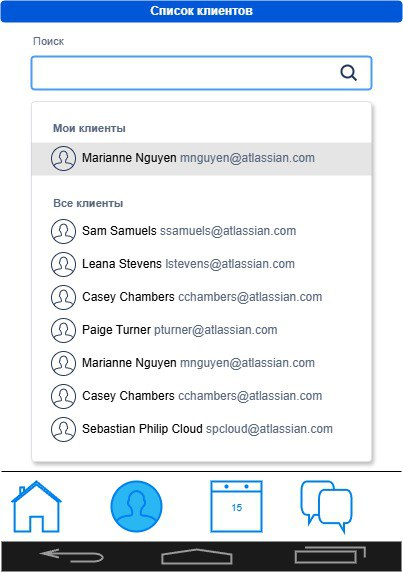 Список клиентов
Поиск
Мои клиенты
Marianne Nguyen mnguyen@atlassian.com
Все клиенты
Sam Samuels ssamuels@atlassian.com
Leana Stevens lstevens@atlassian.com
Casey Chambers cchambers@atlassian.com
Paige Turner pturner@atlassian.com
Marianne Nguyen mnguyen@atlassian.com
Casey Chambers cchambers@atlassian.com
Sebastian Philip Cloud spcloud@atlassian.com
15